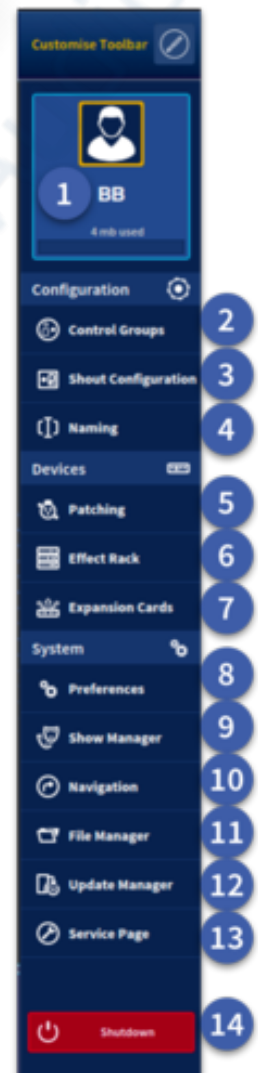 Customise Toolbar
1 BB
4 mb used
Configuration
Control Groups 2
Shout Configuration 3
Naming 4
Devices
Patching 5
Effect Rack 6
Expansion Cards 7
System
Preferences 8
Show Manager 9
Navigation 10
File Manager 11
Update Manager 12
Service Page 13
Shutdown 14